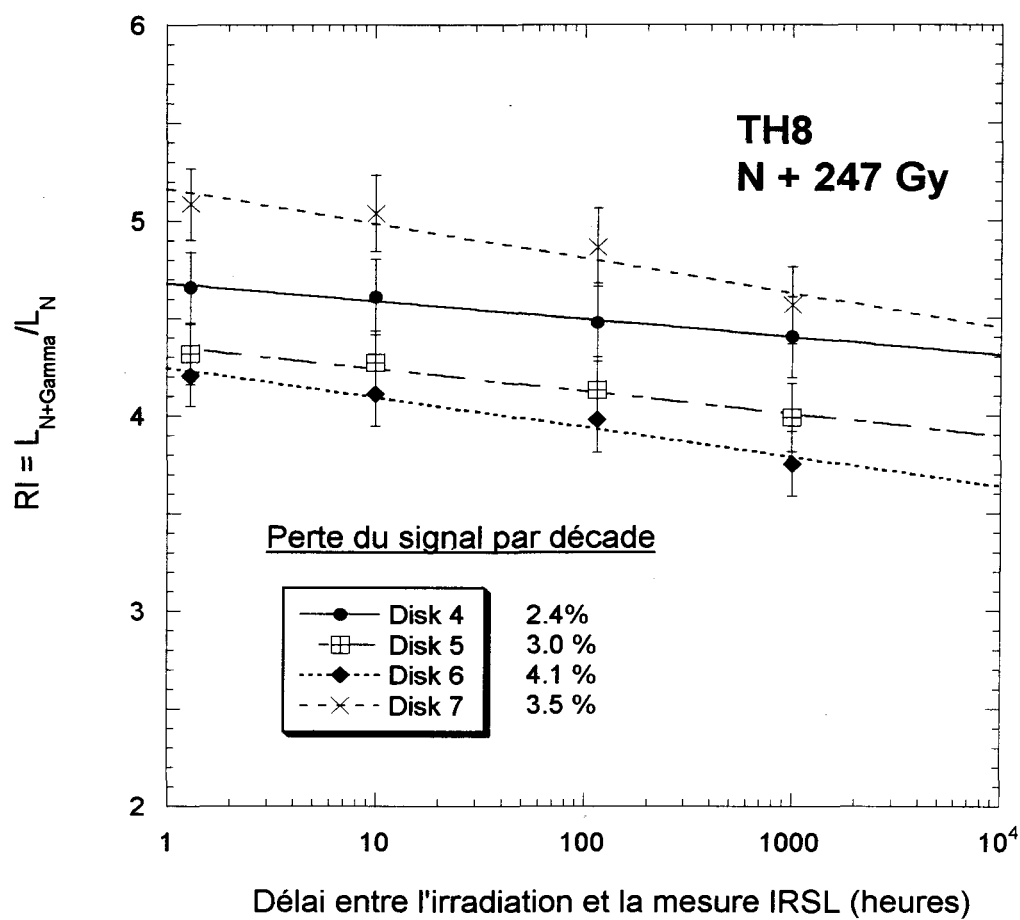 6
5
4
3
2
TH8
N + 247 Gy
RI = L_{N+Gamma}/L_N
Perte du signal par décade
Disk 4 2.4%
Disk 5 3.0 %
Disk 6 4.1 %
Disk 7 3.5 %
1 10 100 1000 10^4
Délai entre l'irradiation et la mesure IRSL (heures)